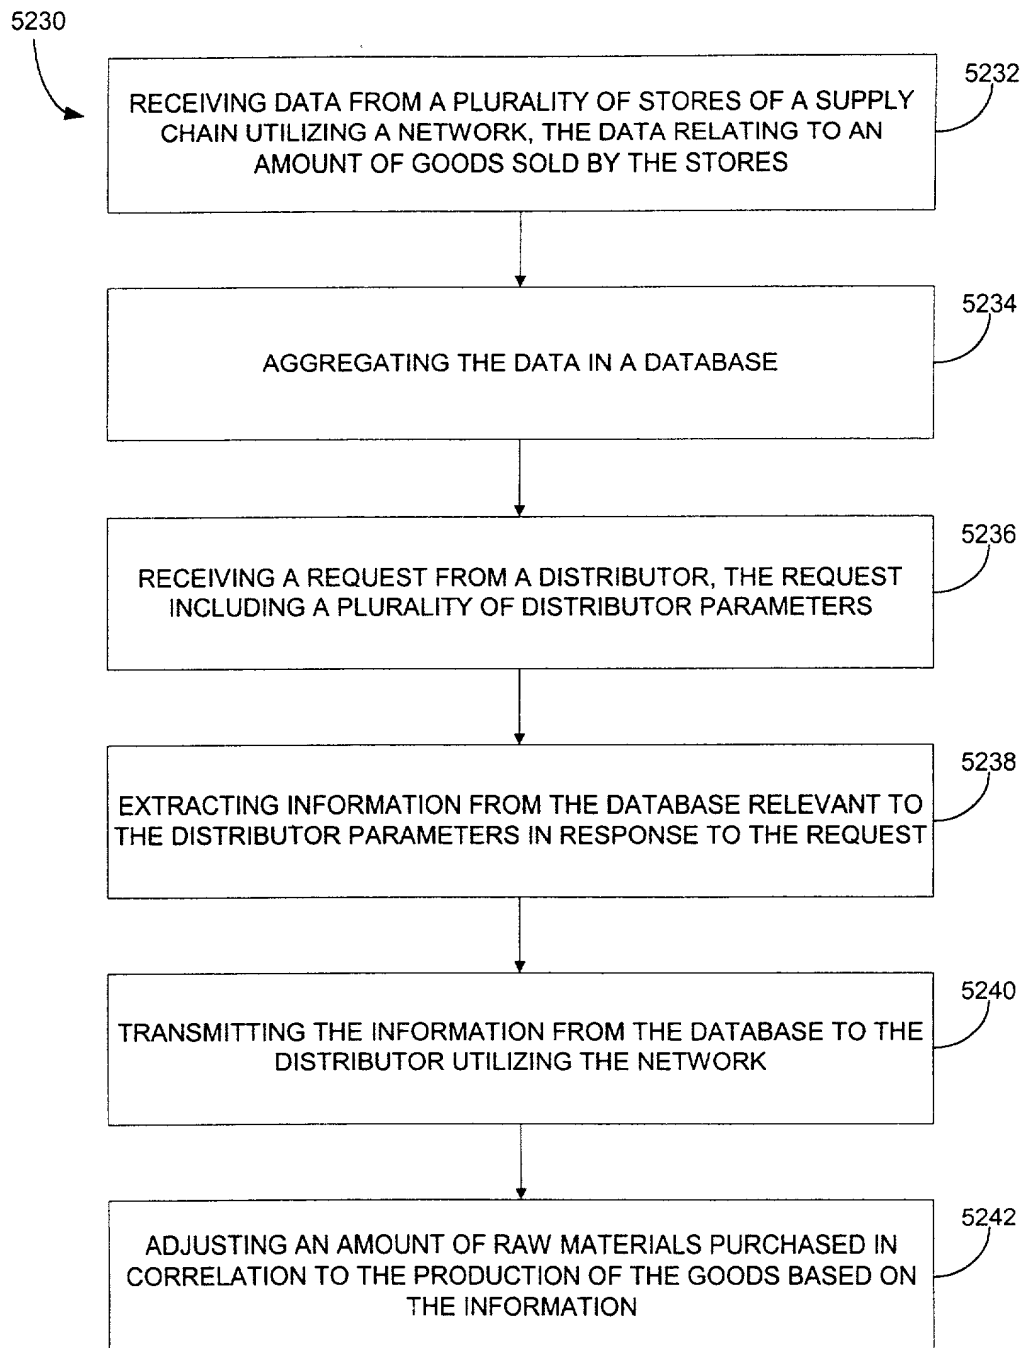 5230
5232
RECEIVING DATA FROM A PLURALITY OF STORES OF A SUPPLY
CHAIN UTILIZING A NETWORK, THE DATA RELATING TO AN
AMOUNT OF GOODS SOLD BY THE STORES
5234
AGGREGATING THE DATA IN A DATABASE
5236
RECEIVING A REQUEST FROM A DISTRIBUTOR, THE REQUEST
INCLUDING A PLURALITY OF DISTRIBUTOR PARAMETERS
5238
EXTRACTING INFORMATION FROM THE DATABASE RELEVANT TO
THE DISTRIBUTOR PARAMETERS IN RESPONSE TO THE REQUEST
5240
TRANSMITTING THE INFORMATION FROM THE DATABASE TO THE
DISTRIBUTOR UTILIZING THE NETWORK
5242
ADJUSTING AN AMOUNT OF RAW MATERIALS PURCHASED IN
CORRELATION TO THE PRODUCTION OF THE GOODS BASED ON
THE INFORMATION